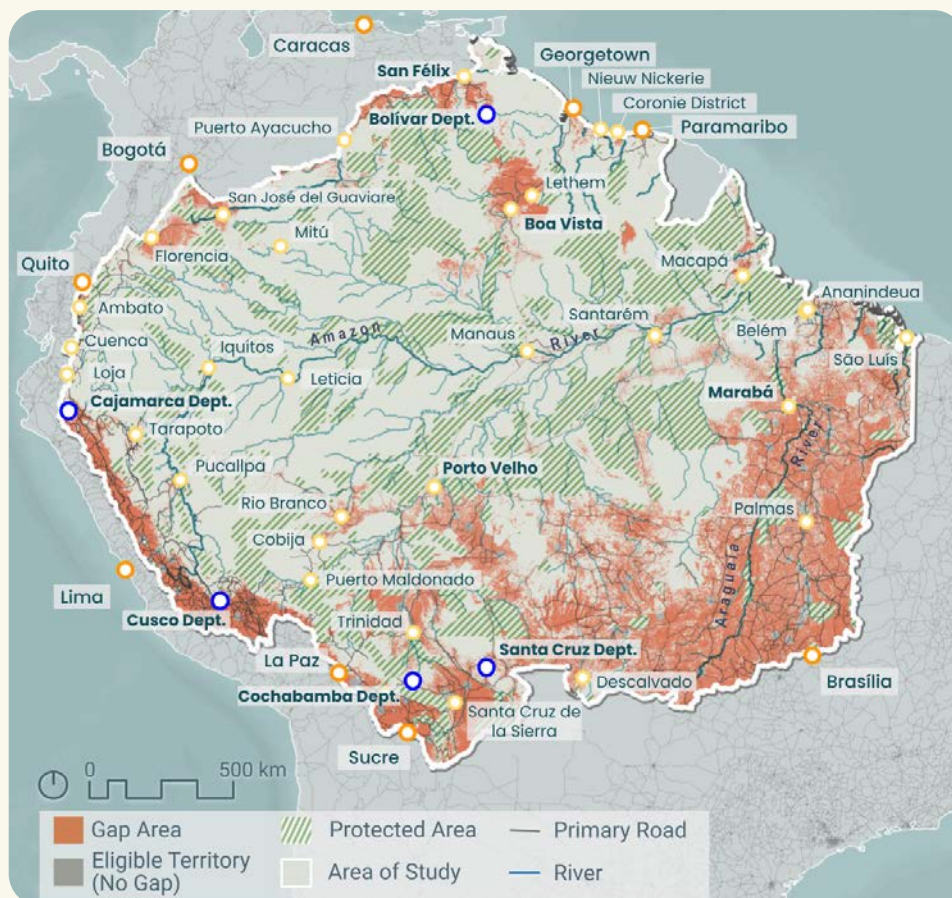 Caracas
Georgetown
San Félix
Nieuw Nickerie
Coronie District
Bolívar Dept.
Paramaribo
Puerto Ayacucho
Bogotá
Lethem
San José del Guaviare
Boa Vista
Mitú
Florencia
Macapá
Quito
Ananindeua
Ambato
Santarém
Manaus
Amazon River
Belém
Cuenca
Iquitos
São Luís
Loja
Leticia
Cajamarca Dept.
Marabá
Tarapoto
Pucallpa
Porto Velho
Rio Branco
Palmas
Cobija
Araguaia River
Puerto Maldonado
Lima
Cusco Dept.
Trinidad
Santa Cruz Dept.
La Paz
Descalvado
Brasília
Cochabamba Dept.
Santa Cruz de
la Sierra
Sucre
0 500 km
Gap Area
Protected Area
Primary Road
Eligible Territory
(No Gap)
Area of Study
River